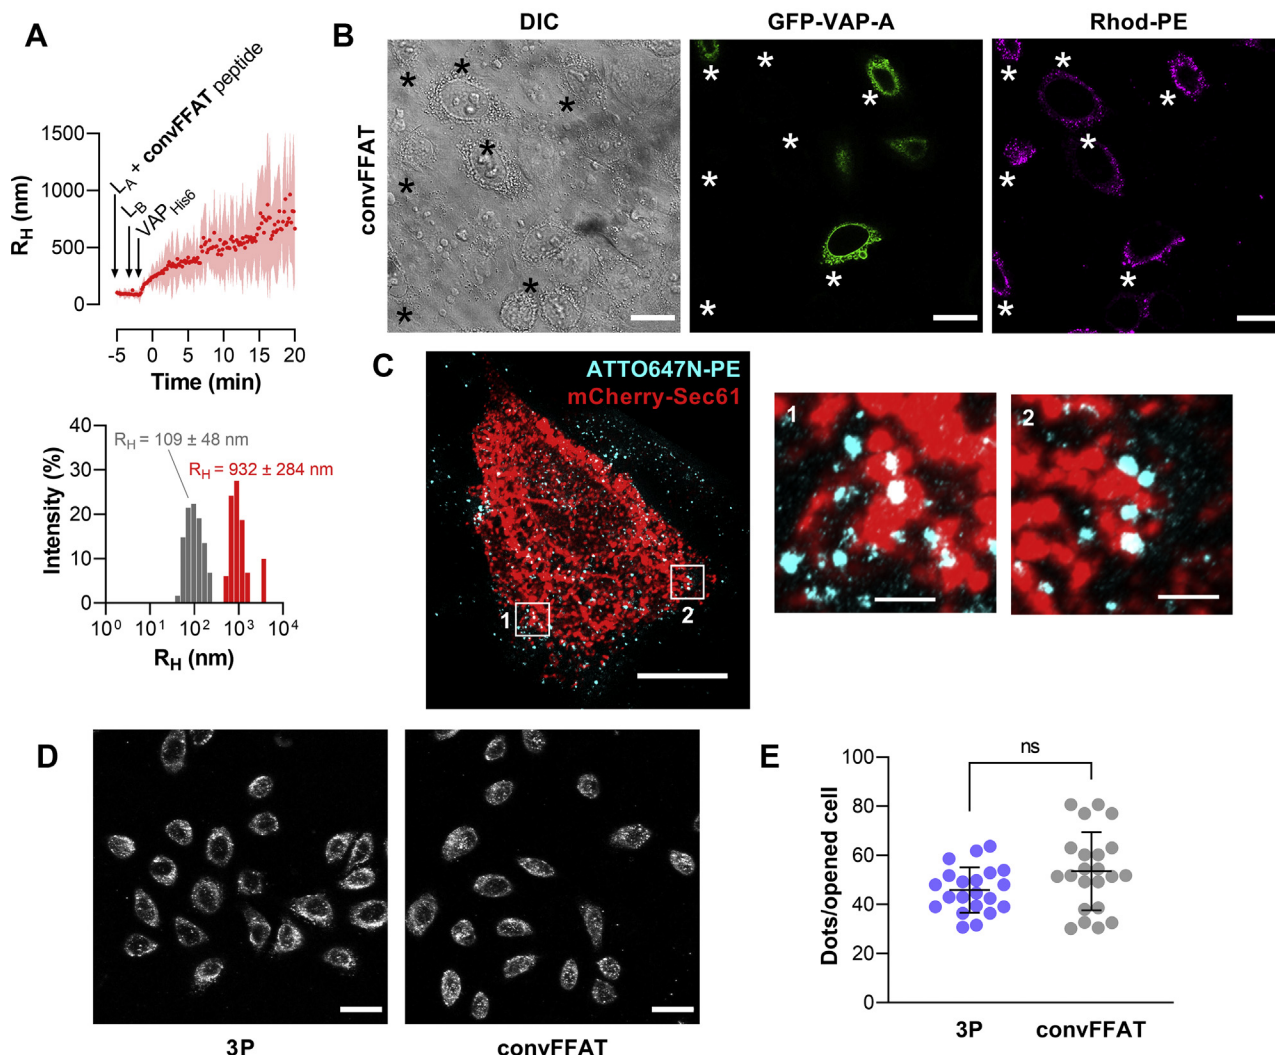 A
L_A + convFFAT peptide
L_B
VAP_His6
1500
1000
500
0
R_H (nm)
-5 0 5 10 15 20
Time (min)
40
30
20
10
0
Intensity (%)
R_H = 109 ± 48 nm
R_H = 932 ± 284 nm
10^0 10^1 10^2 10^3 10^4
R_H (nm)
B
DIC GFP-VAP-A Rhod-PE
convFFAT
* * * * * * *
* * * * * * *
* * * * * * *
C
ATTO647N-PE
mCherry-Sec61
1
2
1
2
D
3P convFFAT
E
ns
100
80
60
40
20
0
Dots/opened cell
3P convFFAT